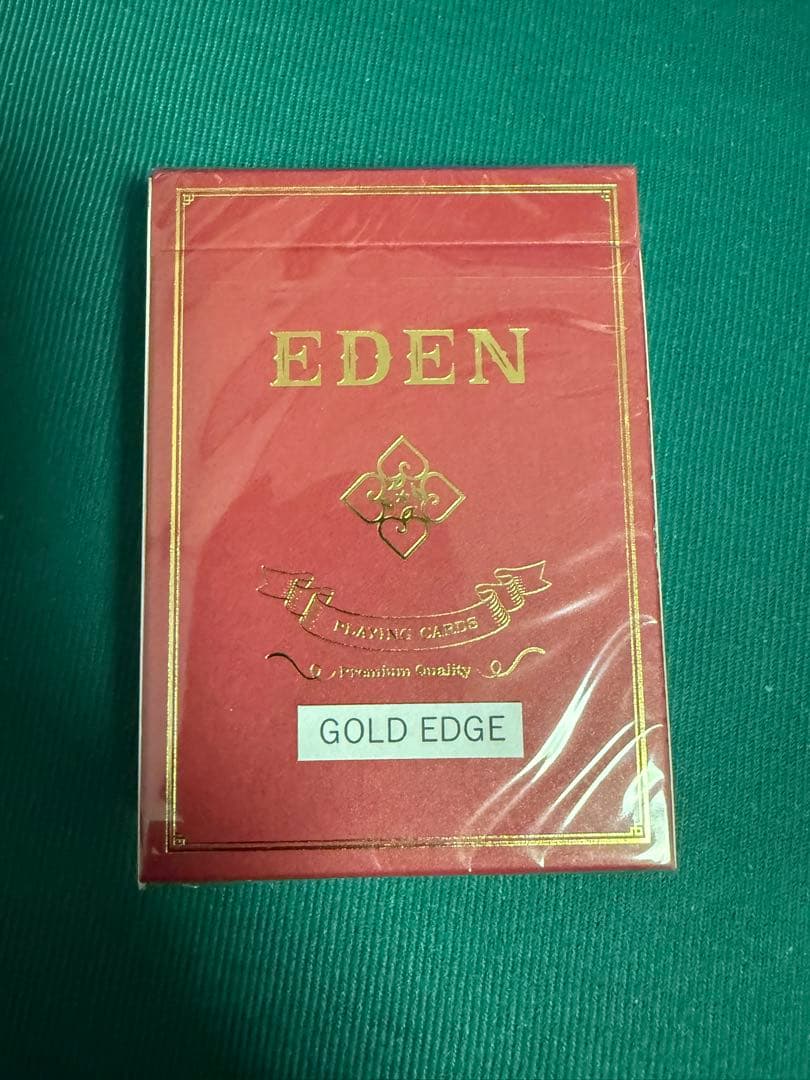 EDEN
PLAYING CARDS
Premium Quality
GOLD EDGE